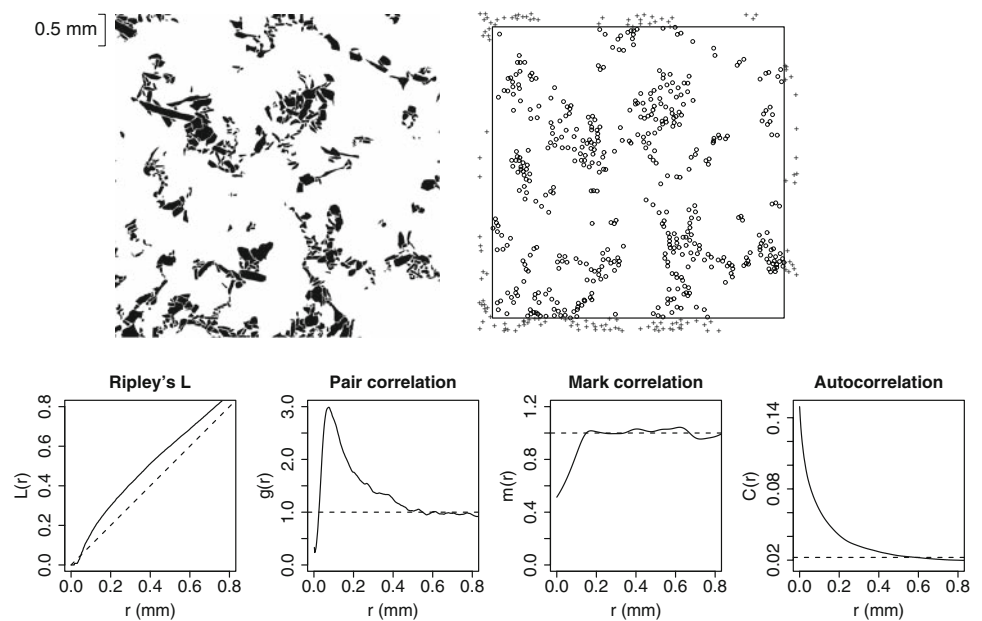 0.5 mm
Ripley's L
L(r)
0.0 0.2 0.4 0.6 0.8
0.0 0.2 0.4 0.6 0.8
r (mm)
Pair correlation
g(r)
0.0 1.0 2.0 3.0
0.0 0.2 0.4 0.6 0.8
r (mm)
Mark correlation
m(r)
0.0 0.4 0.8 1.2
0.0 0.2 0.4 0.6 0.8
r (mm)
Autocorrelation
C(r)
0.02 0.08 0.14
0.0 0.2 0.4 0.6 0.8
r (mm)